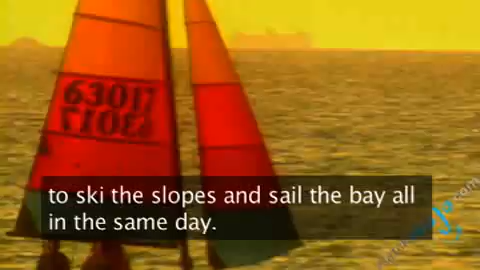 63017
to ski the slopes and sail the bay all
in the same day.